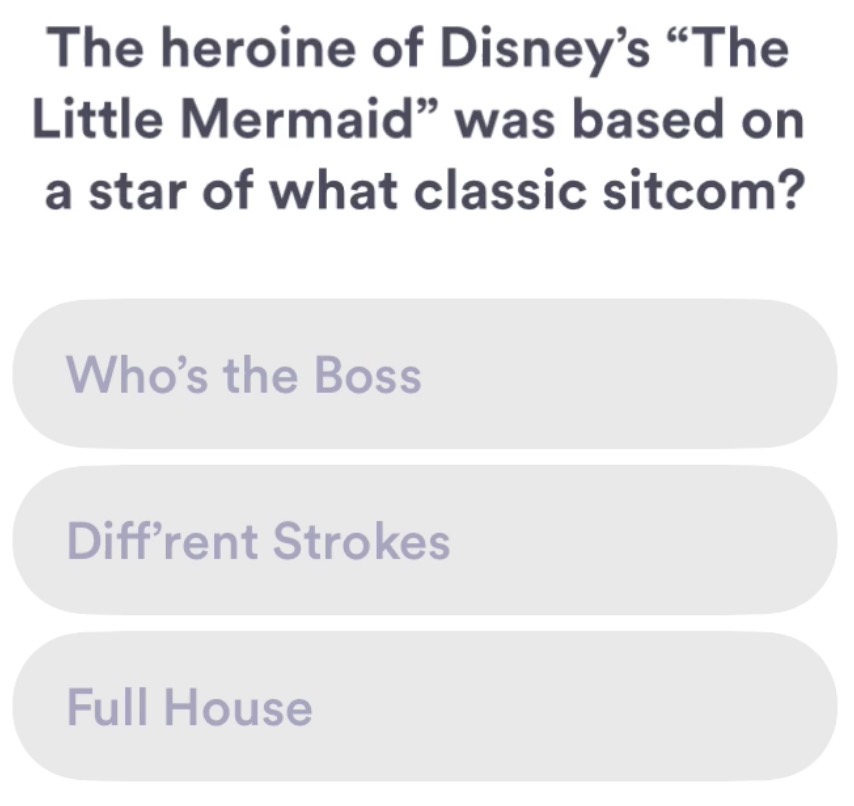 The heroine of Disney’s “The
Little Mermaid” was based on
a star of what classic sitcom?
Who’s the Boss
Diff’rent Strokes
Full House